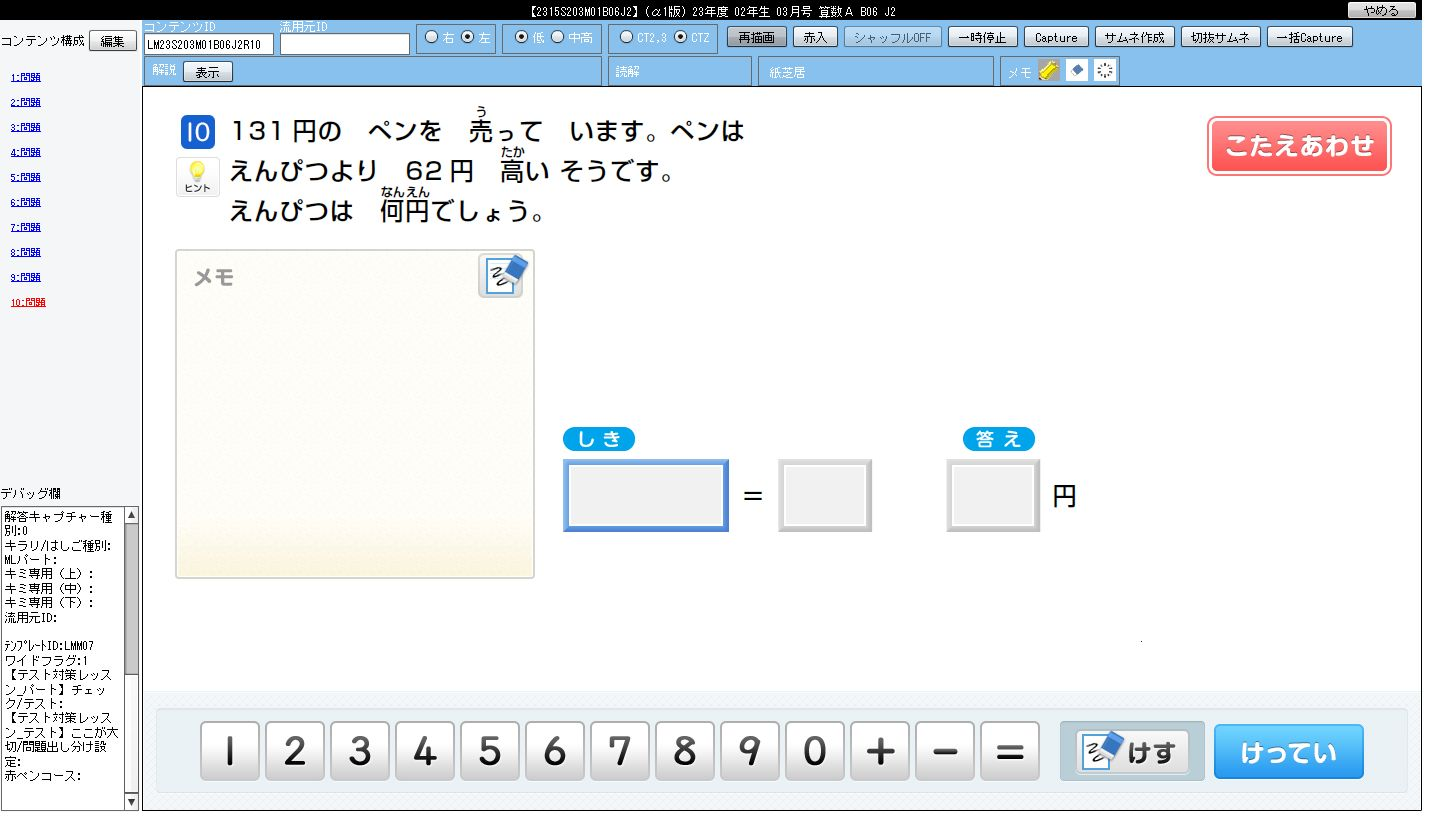 【2315S203M01B06J2】(α1版) 23年度 02年生 03月号 算数A B06 J2
やめる
コンテンツ構成
編集
コンテンツID
流用元ID
LM23S203M01B06J2R10
右 左
低 中高
CT2,3 CTZ
再描画
赤入
シャッフルOFF
一時停止
Capture
サムネ作成
切抜サムネ
一括Capture
解説
表示
読解
紙芝居
メモ
1:問題
2:問題
3:問題
4:問題
5:問題
6:問題
7:問題
8:問題
9:問題
10:問題
10
う
131円の ペンを 売って います。ペンは
ヒント
たか
えんぴつより 62円 高い そうです。
なんえん
えんぴつは 何円でしょう。
こたえあわせ
メモ
しき
答え
=
円
デバッグ欄
解答キャプチャー種
別:0
キラリ/はしご種別:
MLパート:
キミ専用（上）:
キミ専用（中）:
キミ専用（下）:
流用元ID:
テンプレートID:LMM07
ワイドフラグ:1
【テスト対策レッス
ン_パート】チェッ
ク/テスト:
【テスト対策レッス
ン_テスト】ここが大
切/問題出し分け設
定:
赤ペンコース:
1 2 3 4 5 6 7 8 9 0 + - =
けす
けってい